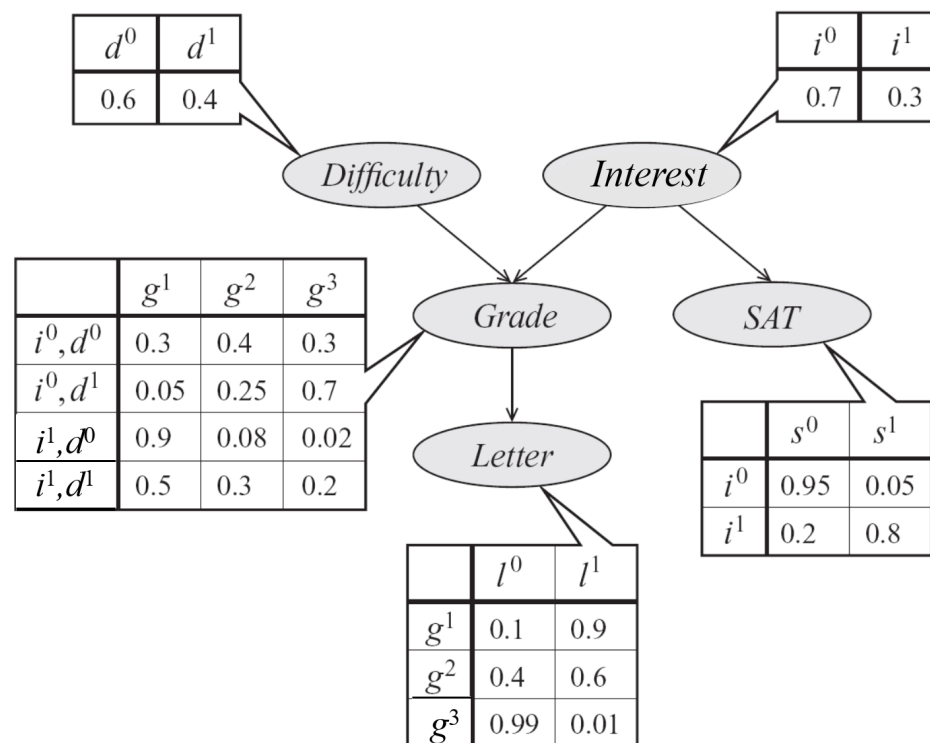 d⁰ d¹
0.6 0.4
i⁰ i¹
0.7 0.3
Difficulty
Interest
g¹ g² g³
i⁰, d⁰ 0.3 0.4 0.3
i⁰, d¹ 0.05 0.25 0.7
i¹,d⁰ 0.9 0.08 0.02
i¹,d¹ 0.5 0.3 0.2
Grade
SAT
Letter
s⁰ s¹
i⁰ 0.95 0.05
i¹ 0.2 0.8
l⁰ l¹
g¹ 0.1 0.9
g² 0.4 0.6
g³ 0.99 0.01